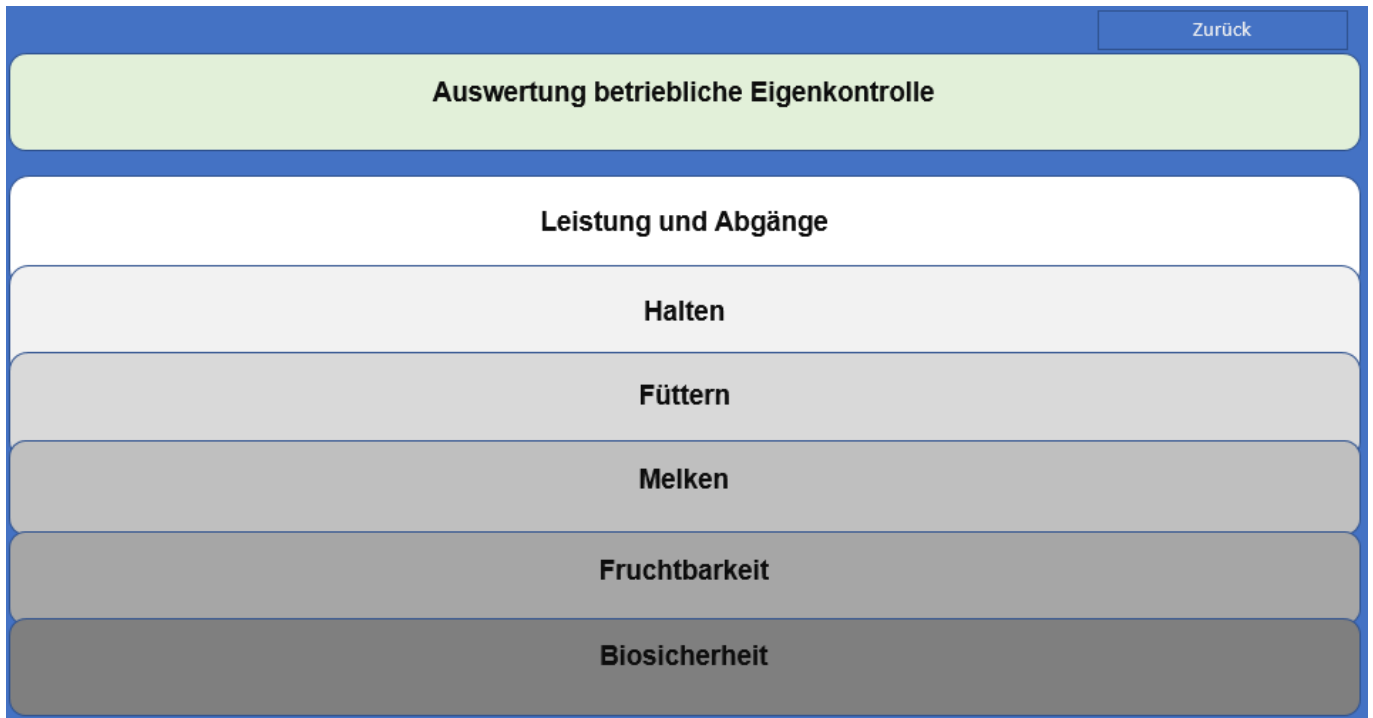 Zurück
Auswertung betriebliche Eigenkontrolle
Leistung und Abgänge
Halten
Füttern
Melken
Fruchtbarkeit
Biosicherheit